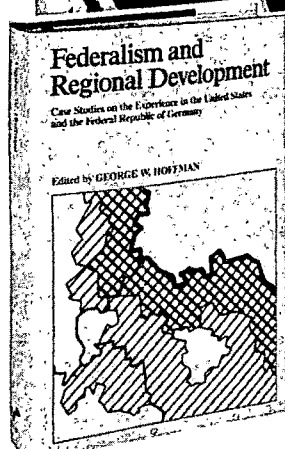 Federalism and
Regional Development
Case Studies on the Experience in the United States
and the Federal Republic of Germany
Edited by GEORGE W. HOFFMAN